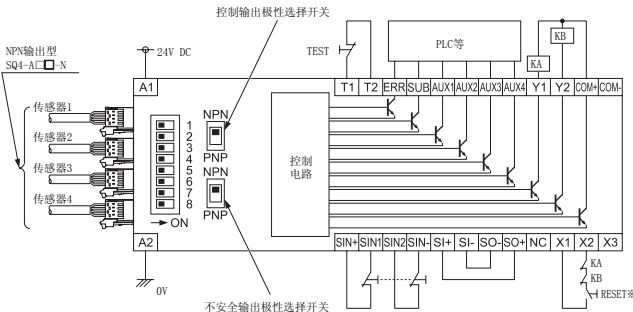 控制输出极性选择开关
NPN输出型
SQ4-A□□-N
24V DC
TEST
PLC等
KA
KB
A1
T1 T2 ERR SUB AUX1 AUX2 AUX3 AUX4 Y1 Y2 COM+ COM-
传感器1
传感器2
传感器3
传感器4
1
2
3
4
5
6
7
8
→ ON
NPN
PNP
NPN
PNP
控制
电路
A2
SIN+ SIN1 SIN2 SIN- SI+ SI- SO- SO+ NC X1 X2 X3
0V
KA
KB
RESET※
不安全输出极性选择开关